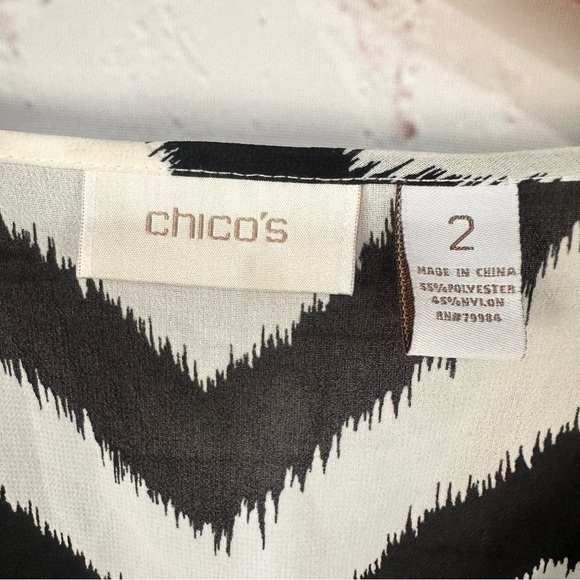 chico's
2
MADE IN CHINA
55%POLYESTER
45%NYLON
RN#79984